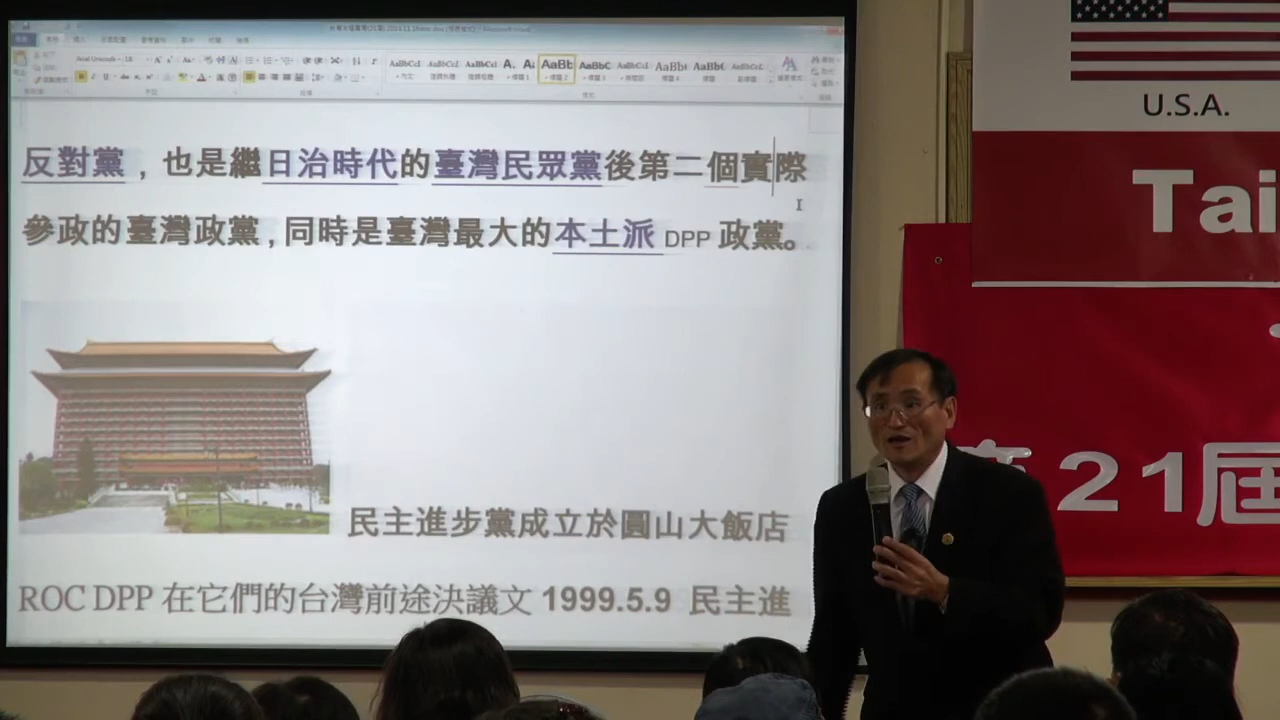 反對黨，也是繼日治時代的臺灣民眾黨後第二個實際
參政的臺灣政黨，同時是臺灣最大的本土派 DPP 政黨。
民主進步黨成立於圓山大飯店
ROC DPP 在它們的台灣前途決議文 1999.5.9 民主進
U.S.A.
Tai
21屆